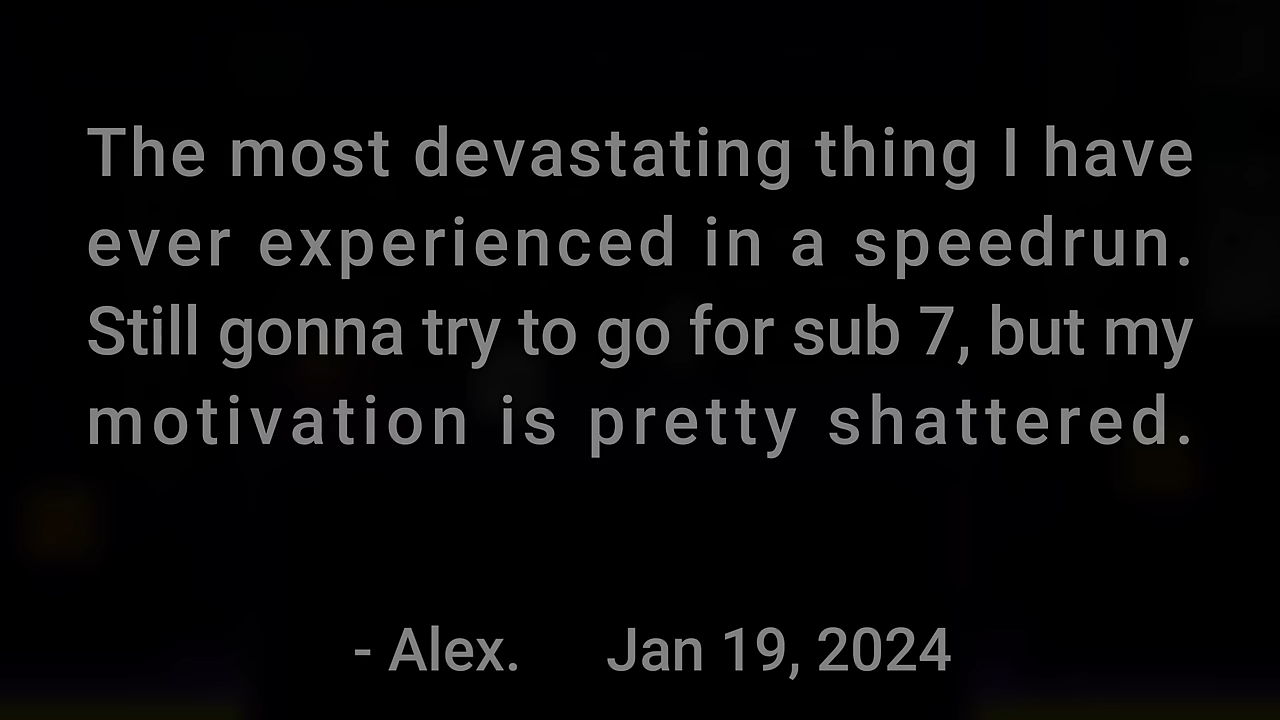 The most devastating thing I have
ever experienced in a speedrun.
Still gonna try to go for sub 7, but my
motivation is pretty shattered.
- Alex. Jan 19, 2024